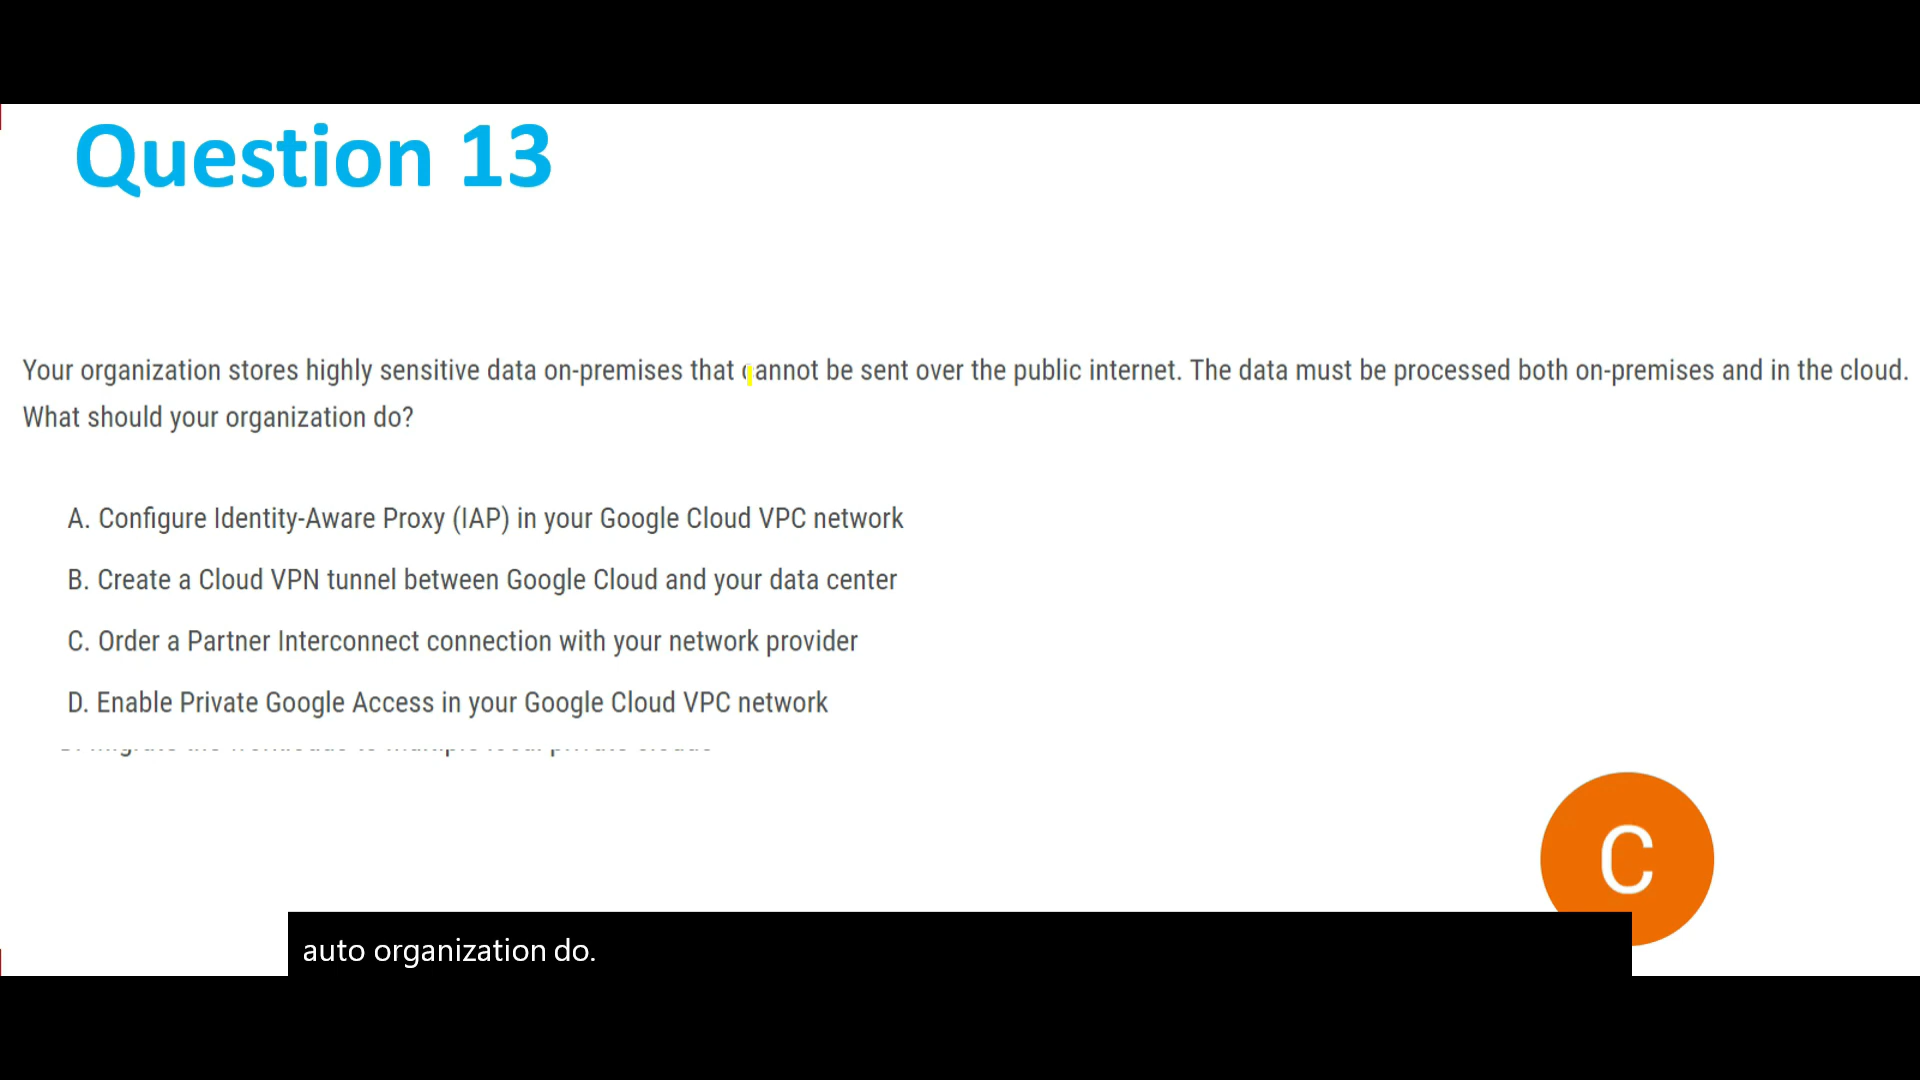 Question 13
Your organization stores highly sensitive data on-premises that cannot be sent over the public internet. The data must be processed both on-premises and in the cloud.
What should your organization do?
A. Configure Identity-Aware Proxy (IAP) in your Google Cloud VPC network
B. Create a Cloud VPN tunnel between Google Cloud and your data center
C. Order a Partner Interconnect connection with your network provider
D. Enable Private Google Access in your Google Cloud VPC network
C
auto organization do.